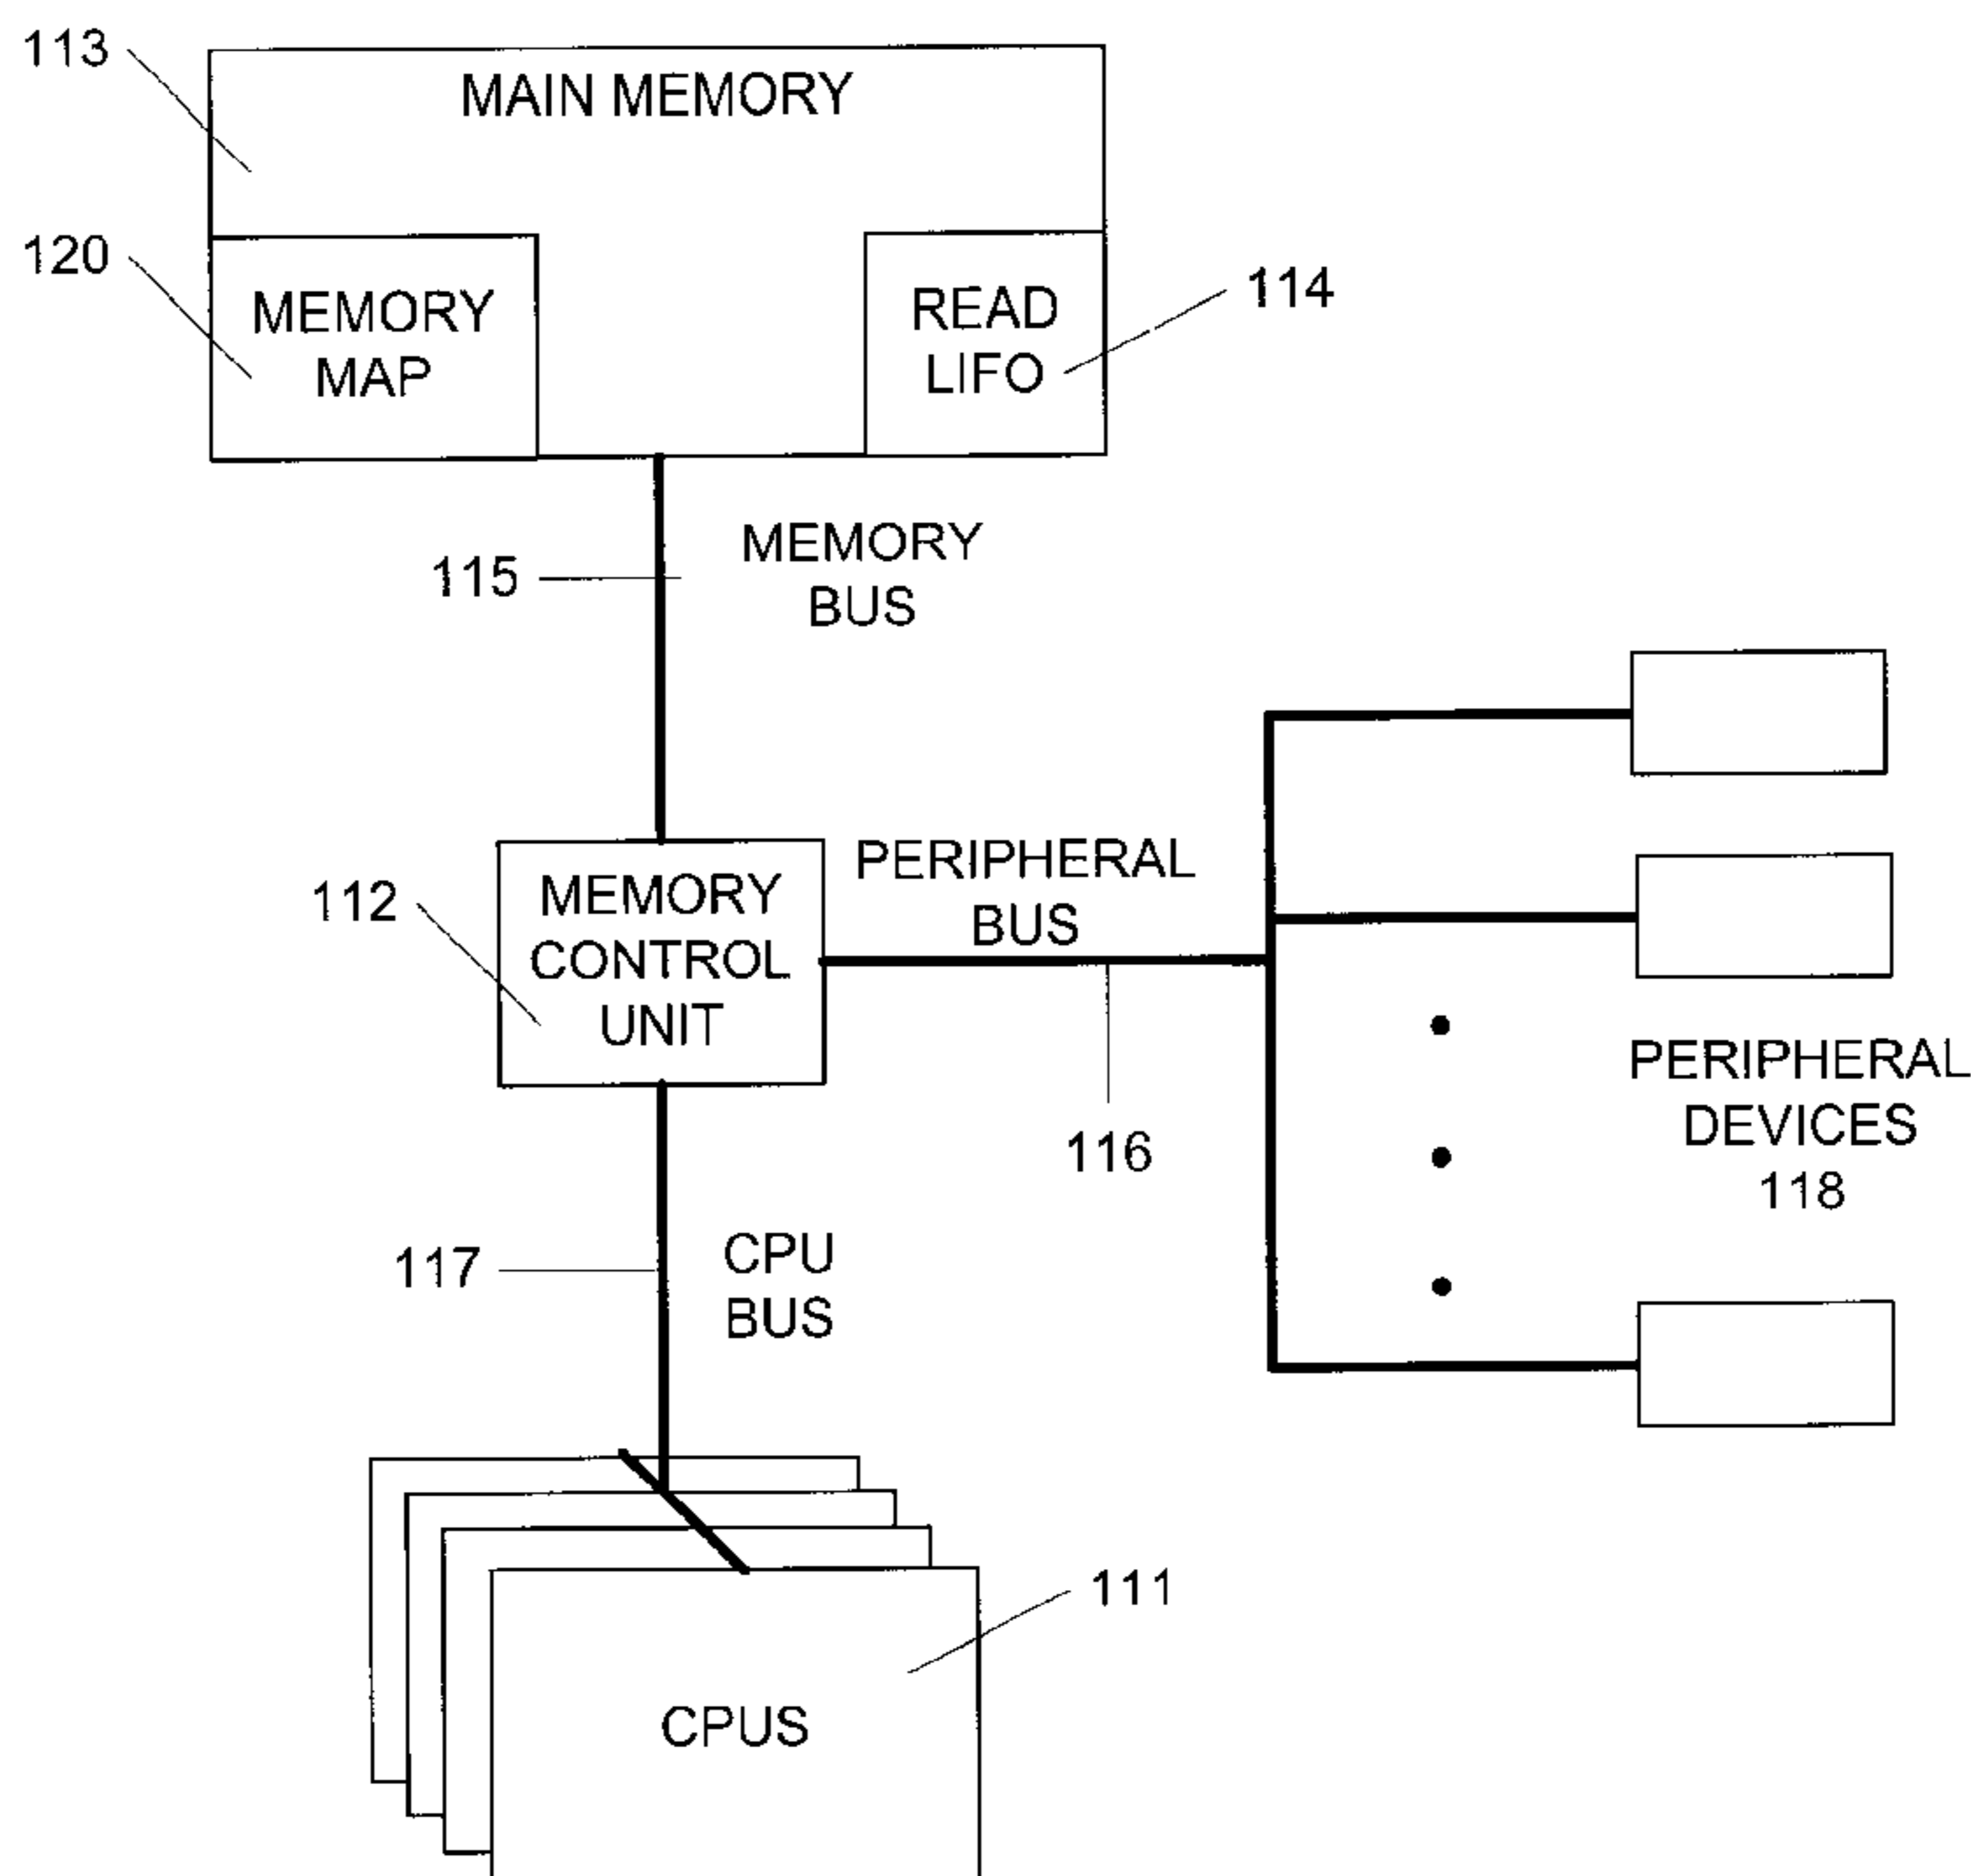 113
MAIN MEMORY
120
MEMORY
MAP
READ
LIFO
114
115
MEMORY
BUS
112
MEMORY
CONTROL
UNIT
PERIPHERAL
BUS
116
PERIPHERAL
DEVICES
118
117
CPU
BUS
111
CPUS